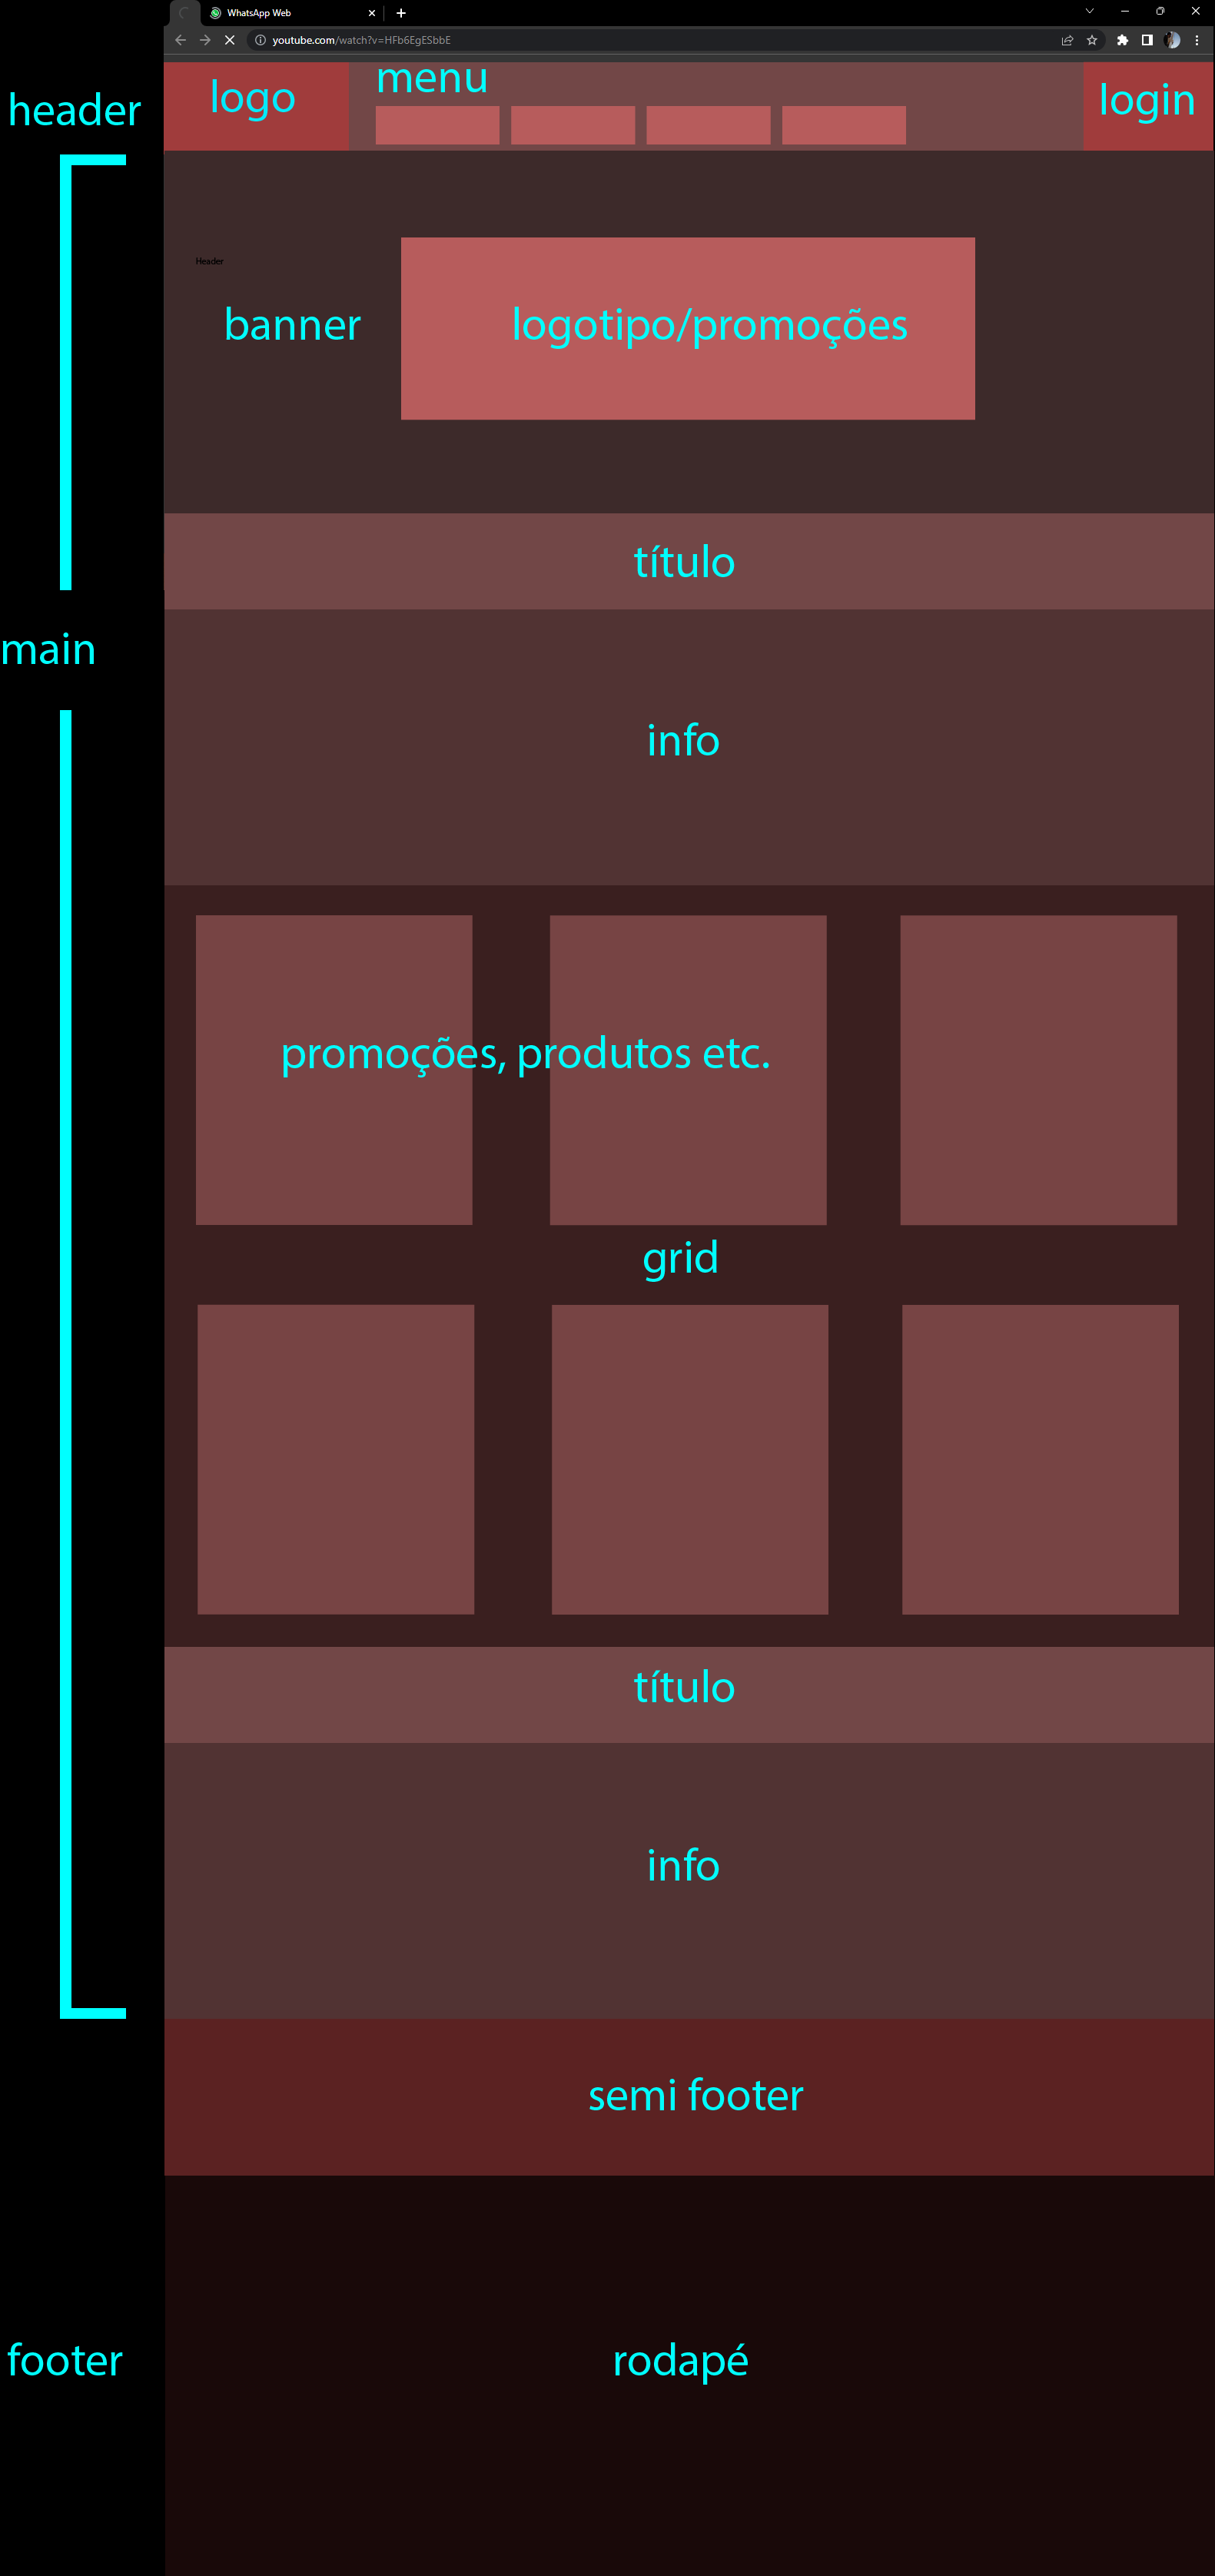 WhatsApp Web
youtube.com/watch?v=HFb6EgESbbE
header
logo
menu
login
Header
banner
logotipo/promoções
título
main
info
promoções, produtos etc.
grid
título
info
semi footer
footer
rodapé